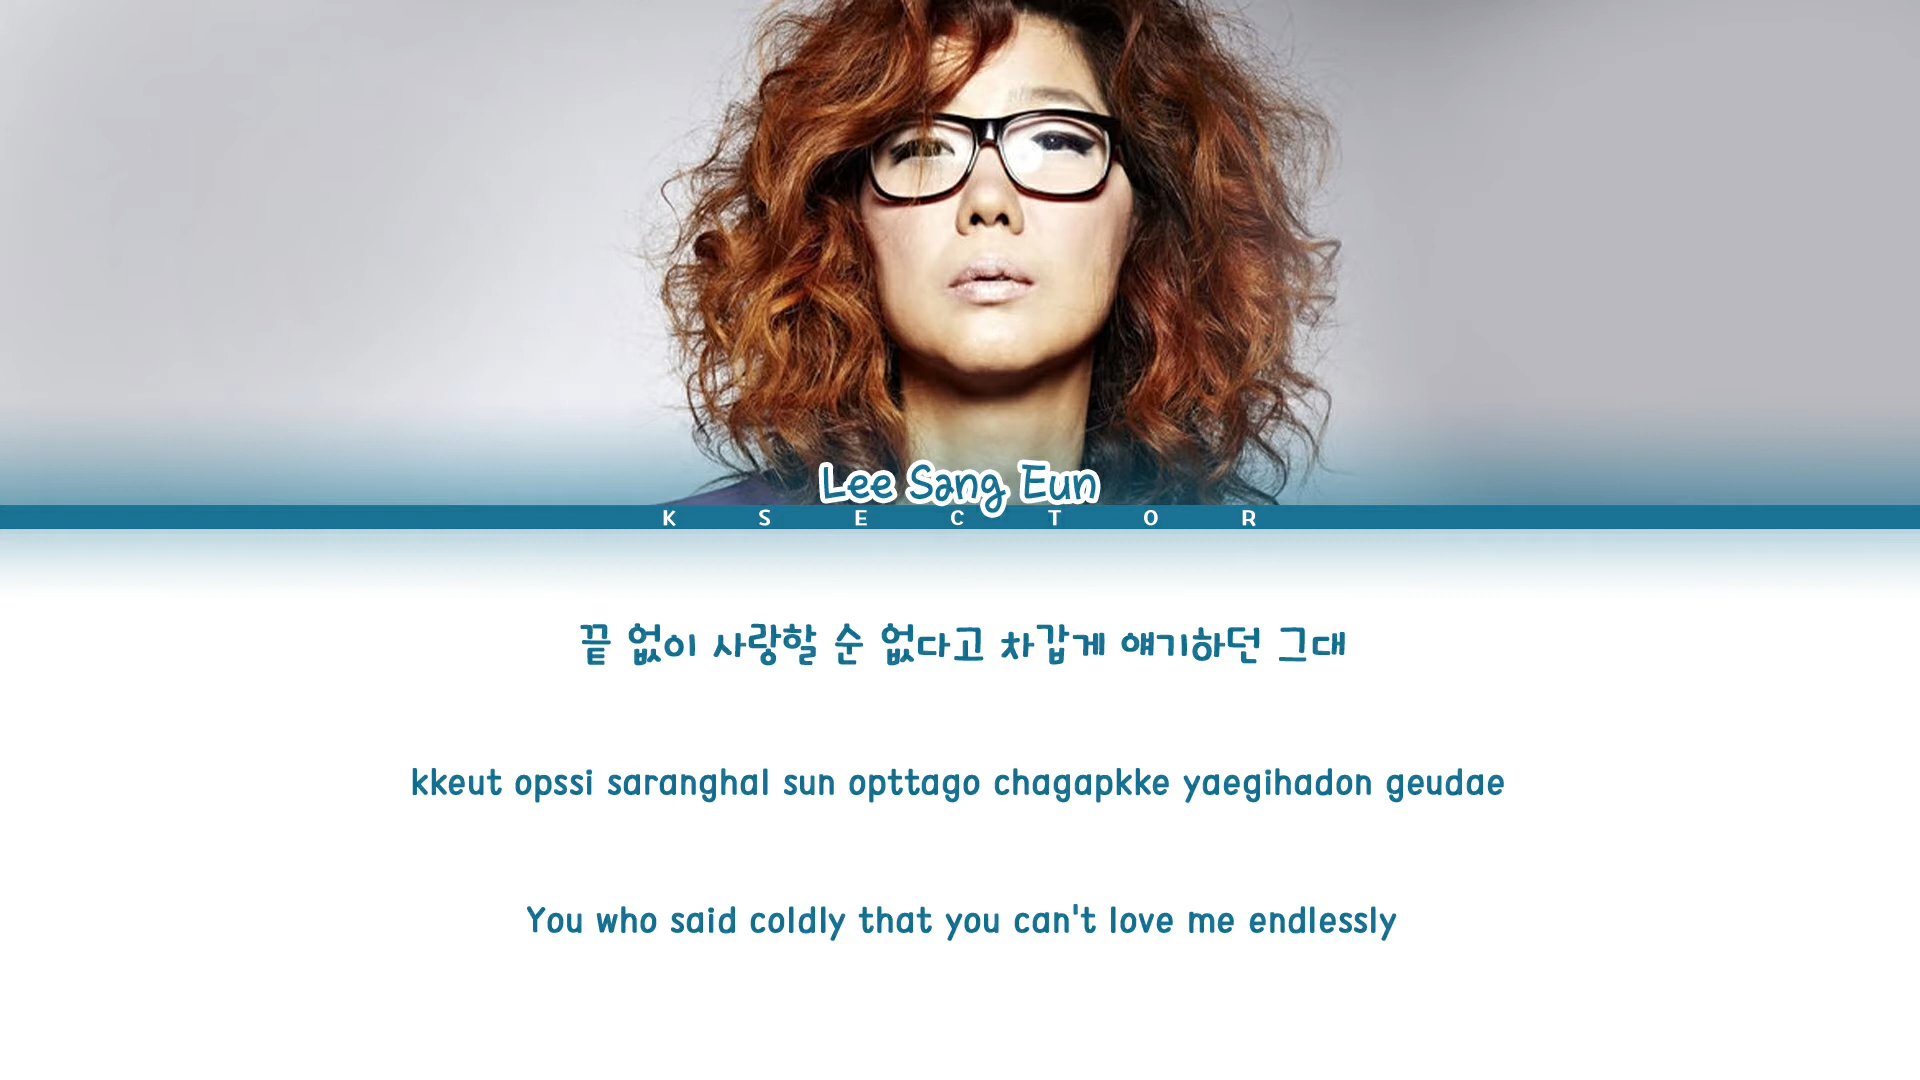 Lee Sang Eun
K S E C T O R
끝 없이 사랑할 순 없다고 차갑게 얘기하던 그대
kkeut opssi saranghal sun opttago chagapkke yaegihadon geudae
You who said coldly that you can't love me endlessly